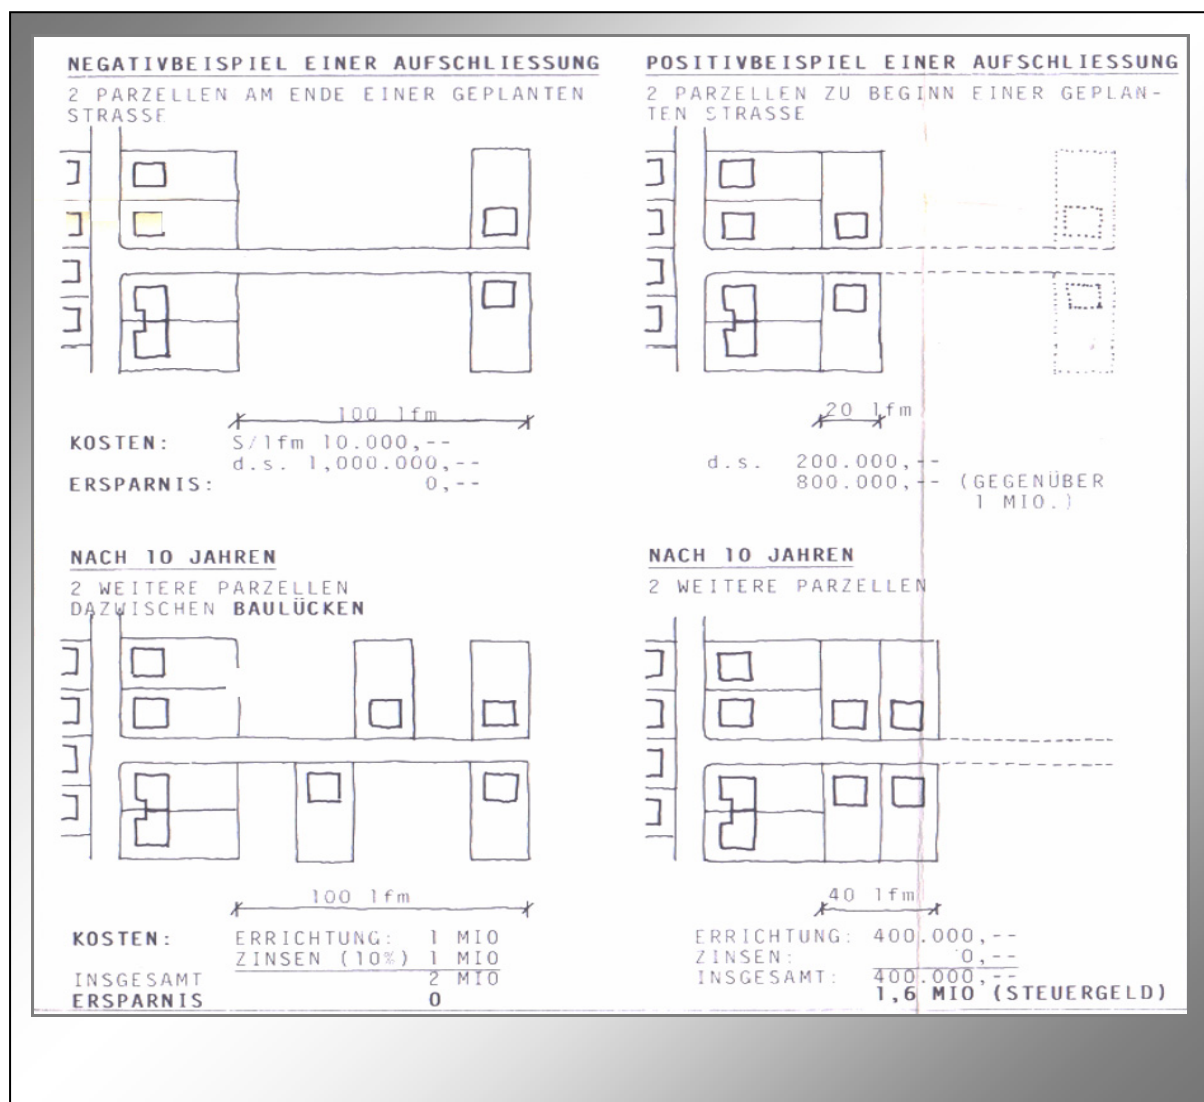 NEGATIVBEISPIEL EINER AUFSCHLIESSUNG
2 PARZELLEN AM ENDE EINER GEPLANTEN
STRASSE
100 lfm
KOSTEN: S/lfm 10.000,--
d.s. 1,000.000,--
ERSPARNIS: 0,--
POSITIVBEISPIEL EINER AUFSCHLIESSUNG
2 PARZELLEN ZU BEGINN EINER GEPLAN-
TEN STRASSE
20 lfm
d.s. 200.000,--
800.000,-- (GEGENÜBER
1 MIO.)
NACH 10 JAHREN
2 WEITERE PARZELLEN
DAZWISCHEN BAULÜCKEN
100 lfm
KOSTEN: ERRICHTUNG: 1 MIO
ZINSEN (10%) 1 MIO
INSGESAMT 2 MIO
ERSPARNIS 0
NACH 10 JAHREN
2 WEITERE PARZELLEN
40 lfm
ERRICHTUNG: 400.000,--
ZINSEN: 0,--
INSGESAMT: 400.000,--
1,6 MIO (STEUERGELD)